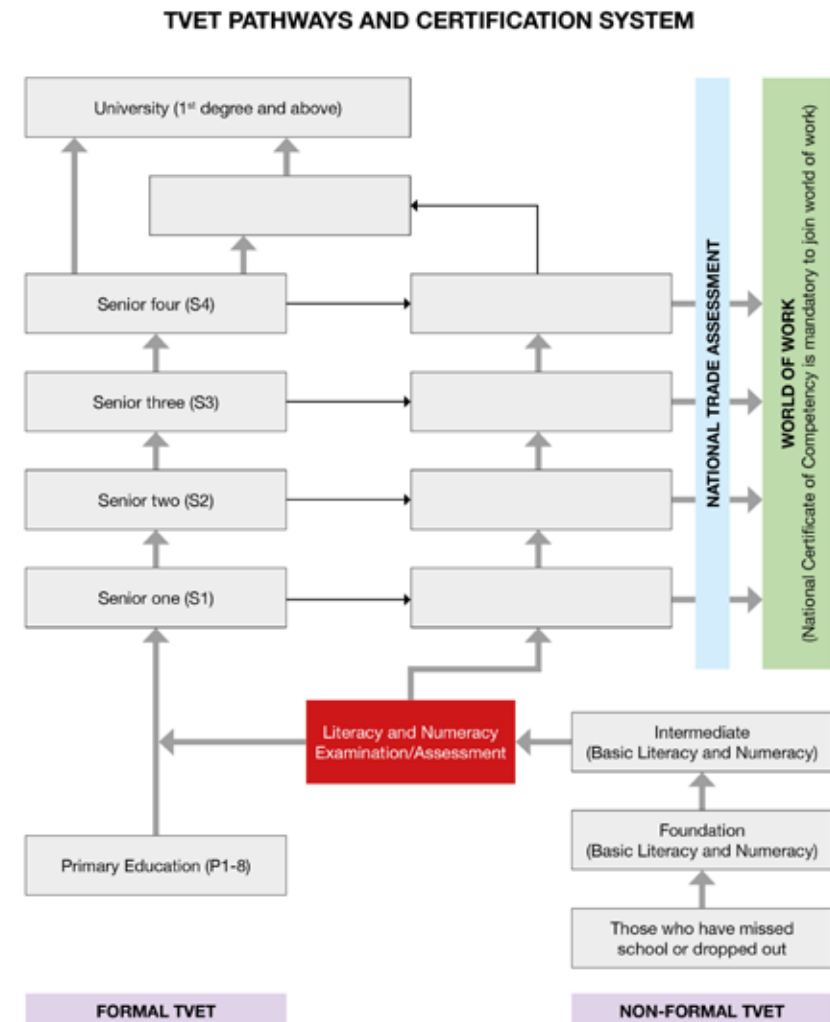 TVET PATHWAYS AND CERTIFICATION SYSTEM
University (1st degree and above)
Senior four (S4)
Senior three (S3)
Senior two (S2)
Senior one (S1)
NATIONAL TRADE ASSESSMENT
WORLD OF WORK
(National Certificate of Competency is mandatory to join world of work)
Literacy and Numeracy
Examination/Assessment
Intermediate
(Basic Literacy and Numeracy)
Foundation
(Basic Literacy and Numeracy)
Primary Education (P1-8)
Those who have missed
school or dropped out
FORMAL TVET
NON-FORMAL TVET